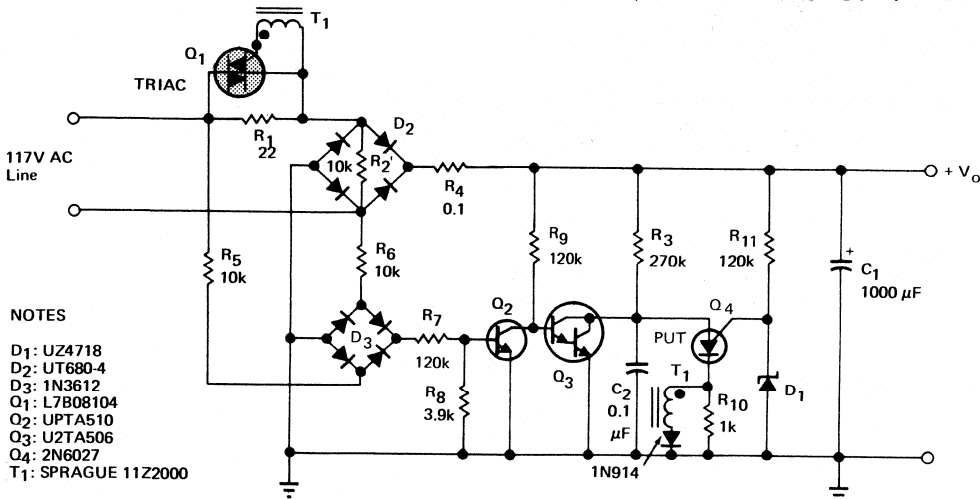 T1
Q1
TRIAC
R1
22
117V AC
Line
D2
10k
R2'
R4
0.1
+ Vo
R5
10k
R6
10k
R9
120k
R3
270k
R11
120k
+
C1
1000 μF
D3
R7
120k
Q2
Q3
Q4
PUT
T1
R8
3.9k
C2
0.1
μF
R10
1k
D1
1N914
NOTES
D1: UZ4718
D2: UT680-4
D3: 1N3612
Q1: L7B08104
Q2: UPTA510
Q3: U2TA506
Q4: 2N6027
T1: SPRAGUE 11Z2000